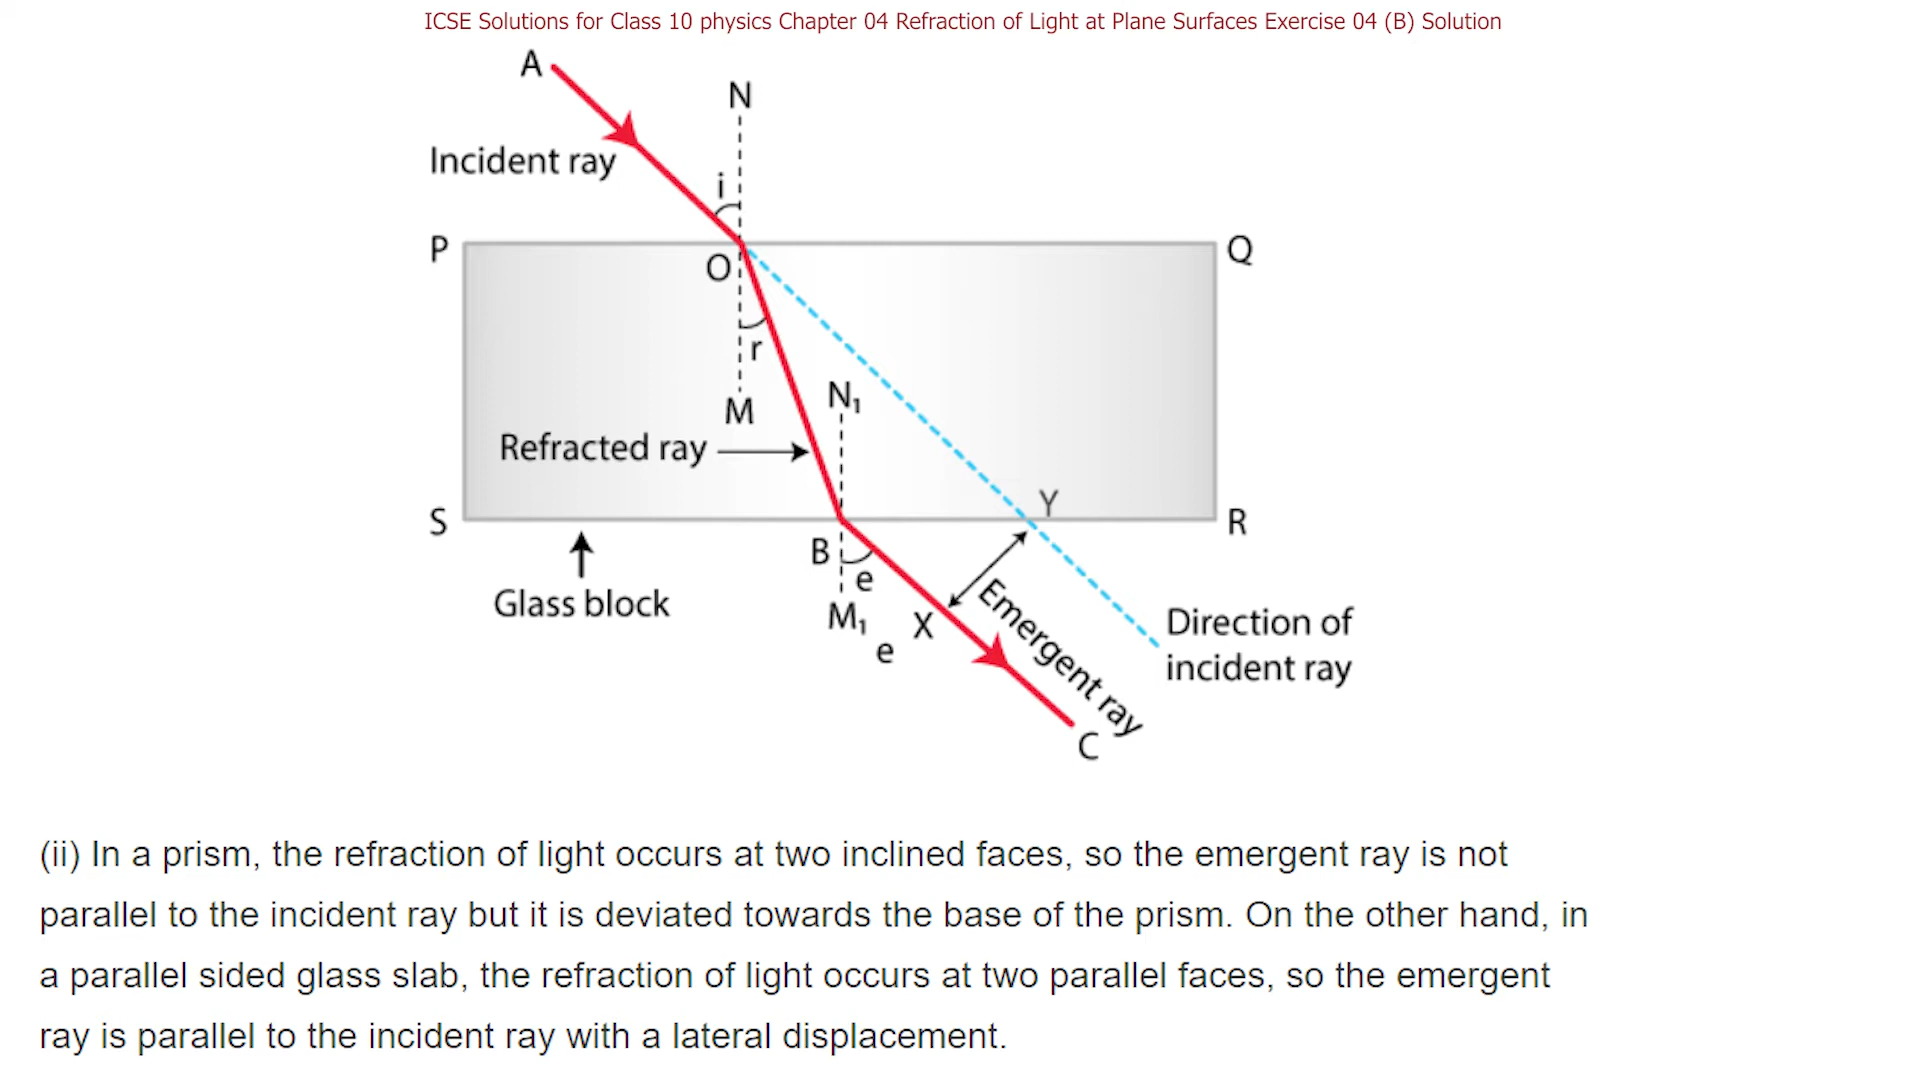 ICSE Solutions for Class 10 physics Chapter 04 Refraction of Light at Plane Surfaces Exercise 04 (B) Solution
A
N
Incident ray
i
P
Q
O
r
N₁
M
Refracted ray
Y
S
R
B
e
Glass block
M₁
X
e
Emergent ray
Direction of
incident ray
C
(ii) In a prism, the refraction of light occurs at two inclined faces, so the emergent ray is not
parallel to the incident ray but it is deviated towards the base of the prism. On the other hand, in
a parallel sided glass slab, the refraction of light occurs at two parallel faces, so the emergent
ray is parallel to the incident ray with a lateral displacement.